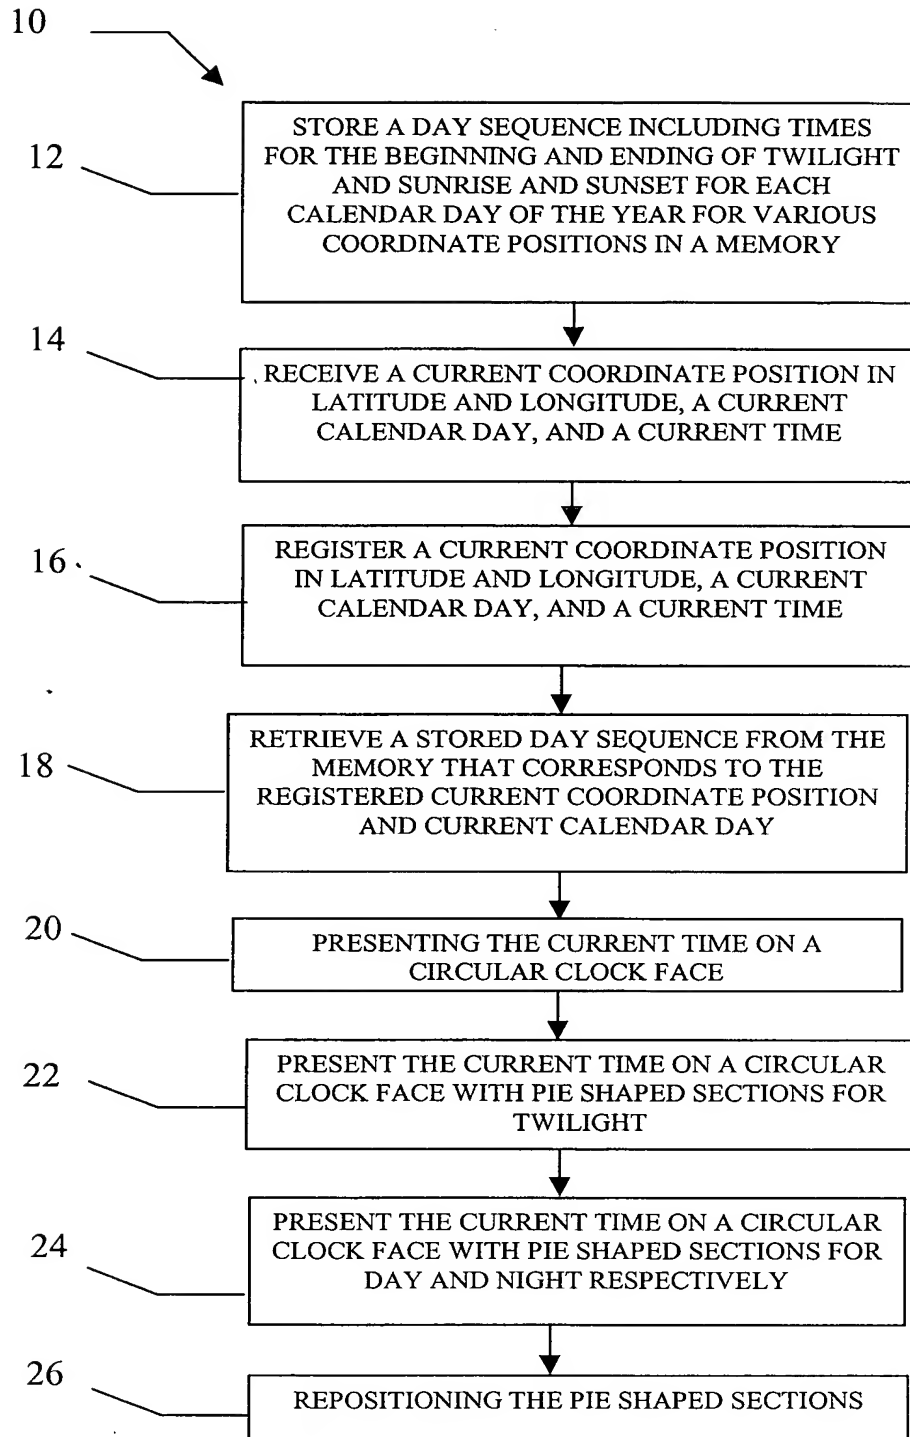 10
12
STORE A DAY SEQUENCE INCLUDING TIMES
FOR THE BEGINNING AND ENDING OF TWILIGHT
AND SUNRISE AND SUNSET FOR EACH
CALENDAR DAY OF THE YEAR FOR VARIOUS
COORDINATE POSITIONS IN A MEMORY
14
RECEIVE A CURRENT COORDINATE POSITION IN
LATITUDE AND LONGITUDE, A CURRENT
CALENDAR DAY, AND A CURRENT TIME
16
REGISTER A CURRENT COORDINATE POSITION
IN LATITUDE AND LONGITUDE, A CURRENT
CALENDAR DAY, AND A CURRENT TIME
18
RETRIEVE A STORED DAY SEQUENCE FROM THE
MEMORY THAT CORRESPONDS TO THE
REGISTERED CURRENT COORDINATE POSITION
AND CURRENT CALENDAR DAY
20
PRESENTING THE CURRENT TIME ON A
CIRCULAR CLOCK FACE
22
PRESENT THE CURRENT TIME ON A CIRCULAR
CLOCK FACE WITH PIE SHAPED SECTIONS FOR
TWILIGHT
24
PRESENT THE CURRENT TIME ON A CIRCULAR
CLOCK FACE WITH PIE SHAPED SECTIONS FOR
DAY AND NIGHT RESPECTIVELY
26
REPOSITIONING THE PIE SHAPED SECTIONS